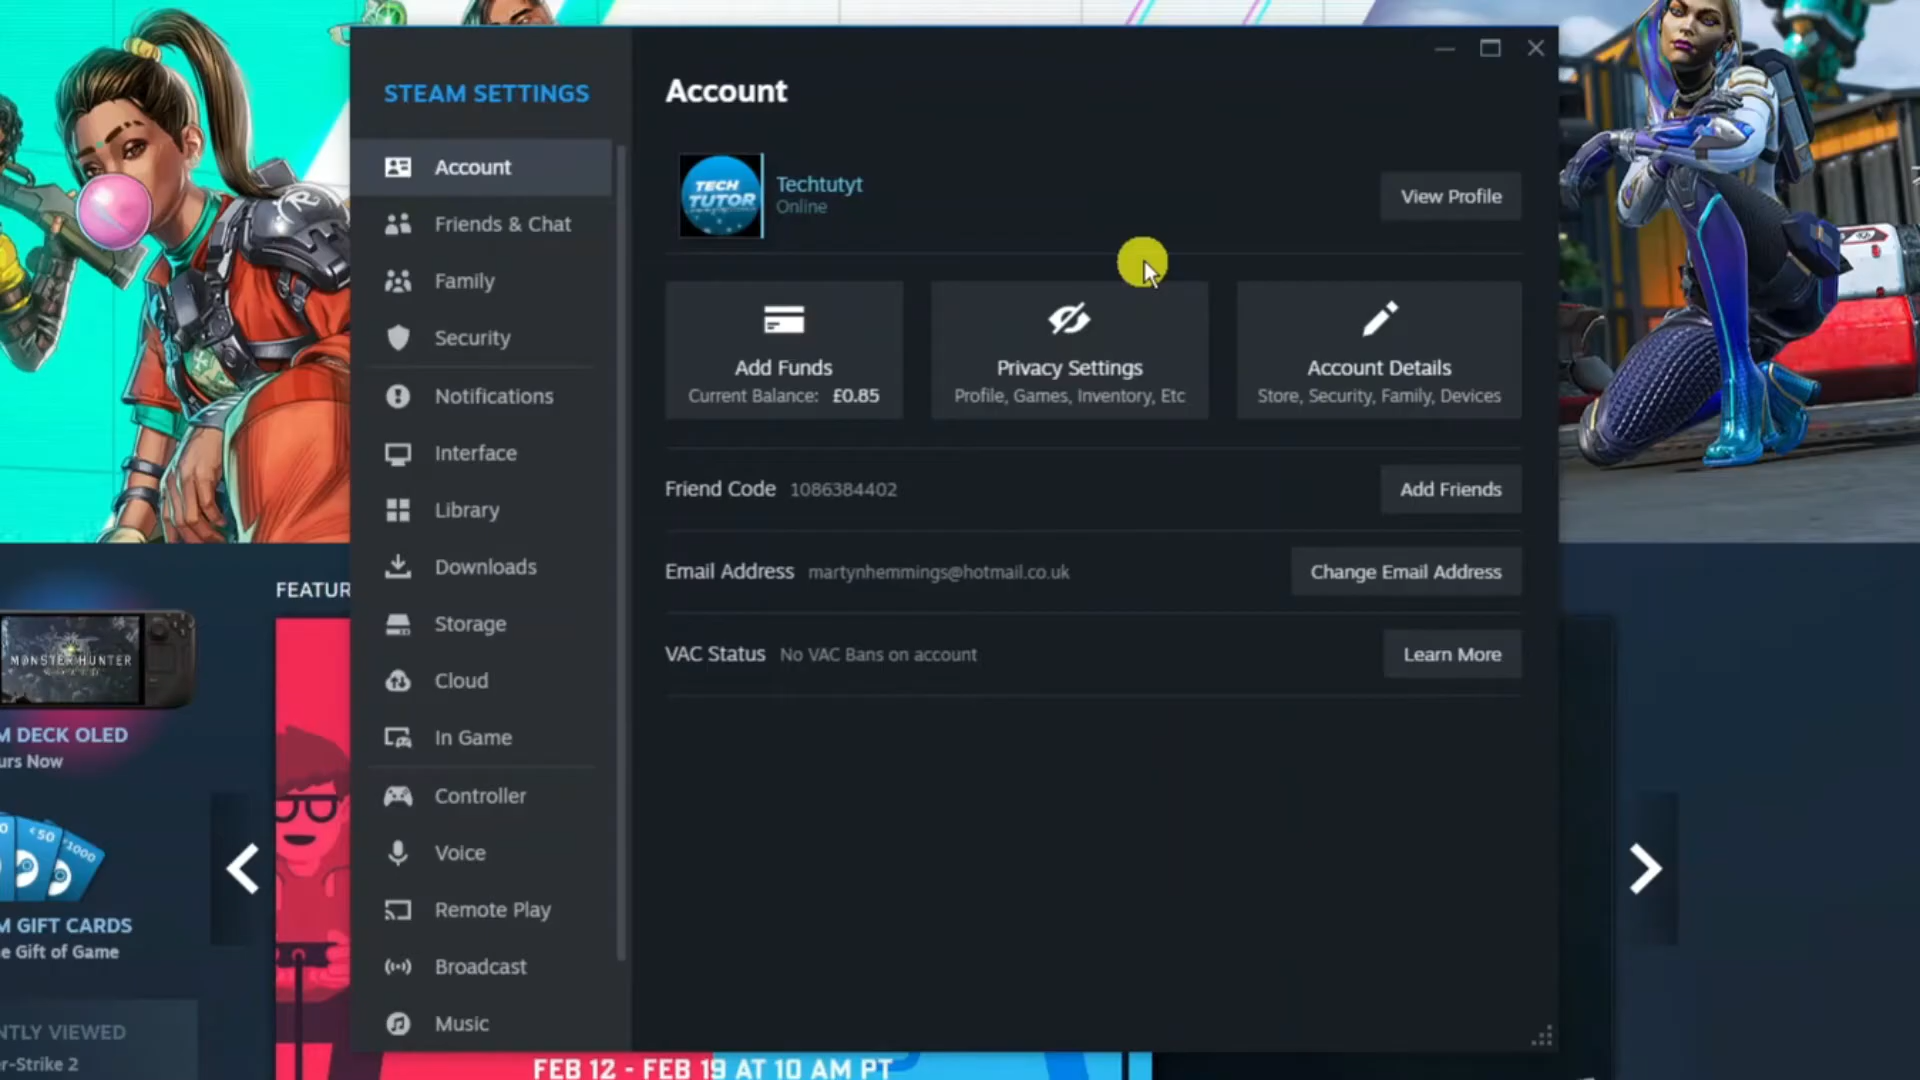 STEAM SETTINGS
Account
Friends & Chat
Family
Security
Notifications
Interface
Library
Downloads
Storage
Cloud
In Game
Controller
Voice
Remote Play
Broadcast
Music
Account
TECH
TUTOR
Techtutyt
Online
View Profile
Add Funds
Current Balance: £0.85
Privacy Settings
Profile, Games, Inventory, Etc
Account Details
Store, Security, Family, Devices
Friend Code 1086384402
Add Friends
Email Address martynhemmings@hotmail.co.uk
Change Email Address
VAC Status No VAC Bans on account
Learn More
FEATUR
MONSTER HUNTER
M DECK OLED
urs Now
50
1000
M GIFT CARDS
e Gift of Game
NTLY VIEWED
r-Strike 2
FEB 12 - FEB 19 AT 10 AM PT